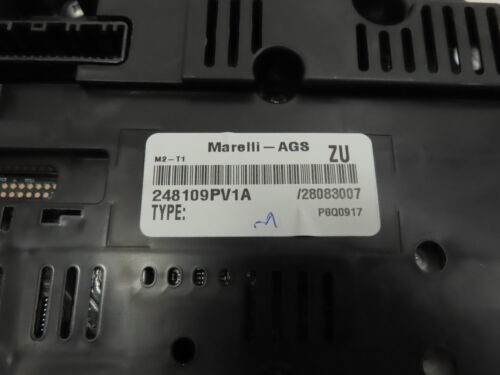 Marelli-AGS
ZU
M2-T1
248109PV1A
/28083007
TYPE:
P8Q0917